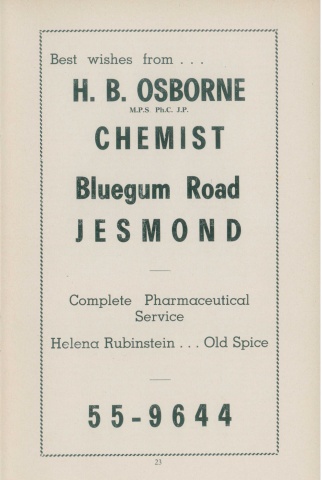 Best wishes from . . .
H. B. OSBORNE
M.P.S Ph.C. J.P.
CHEMIST
Bluegum Road
JESMOND
Complete Pharmaceutical
Service
Helena Rubinstein . . . Old Spice
55-9644
23